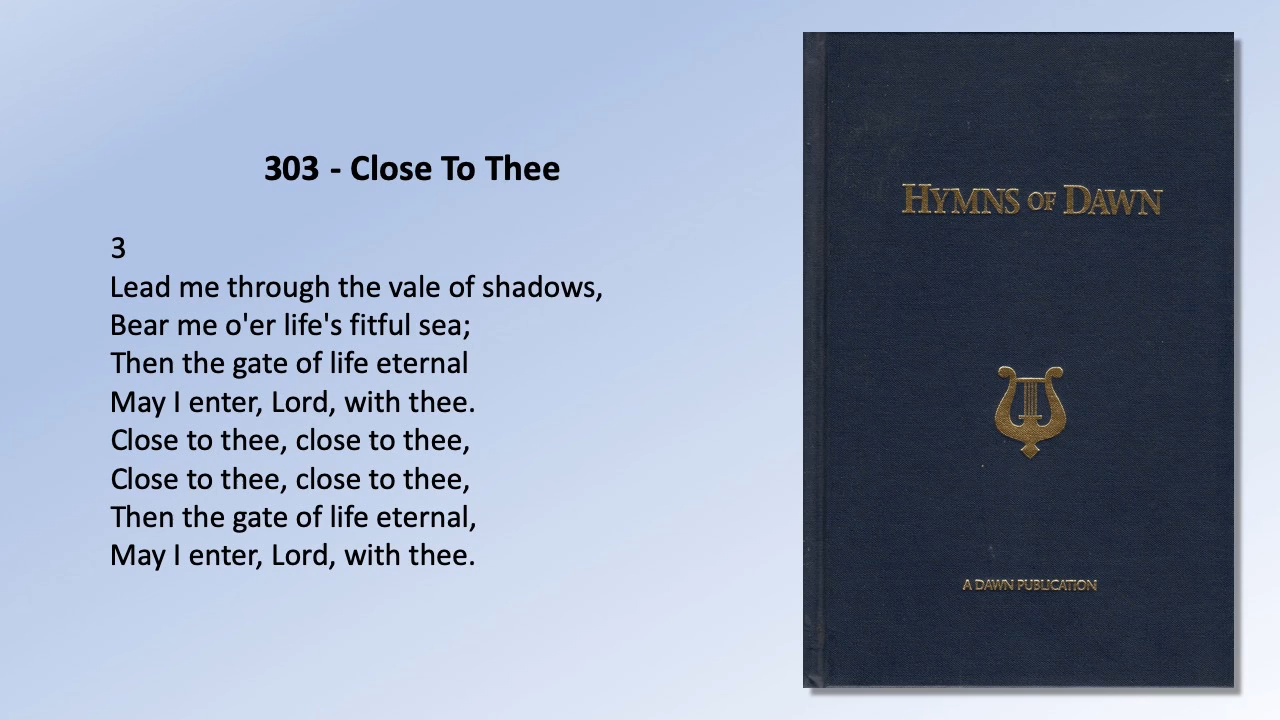 303 - Close To Thee
3
Lead me through the vale of shadows,
Bear me o'er life's fitful sea;
Then the gate of life eternal
May I enter, Lord, with thee.
Close to thee, close to thee,
Close to thee, close to thee,
Then the gate of life eternal,
May I enter, Lord, with thee.
HYMNS OF DAWN
A DAWN PUBLICATION